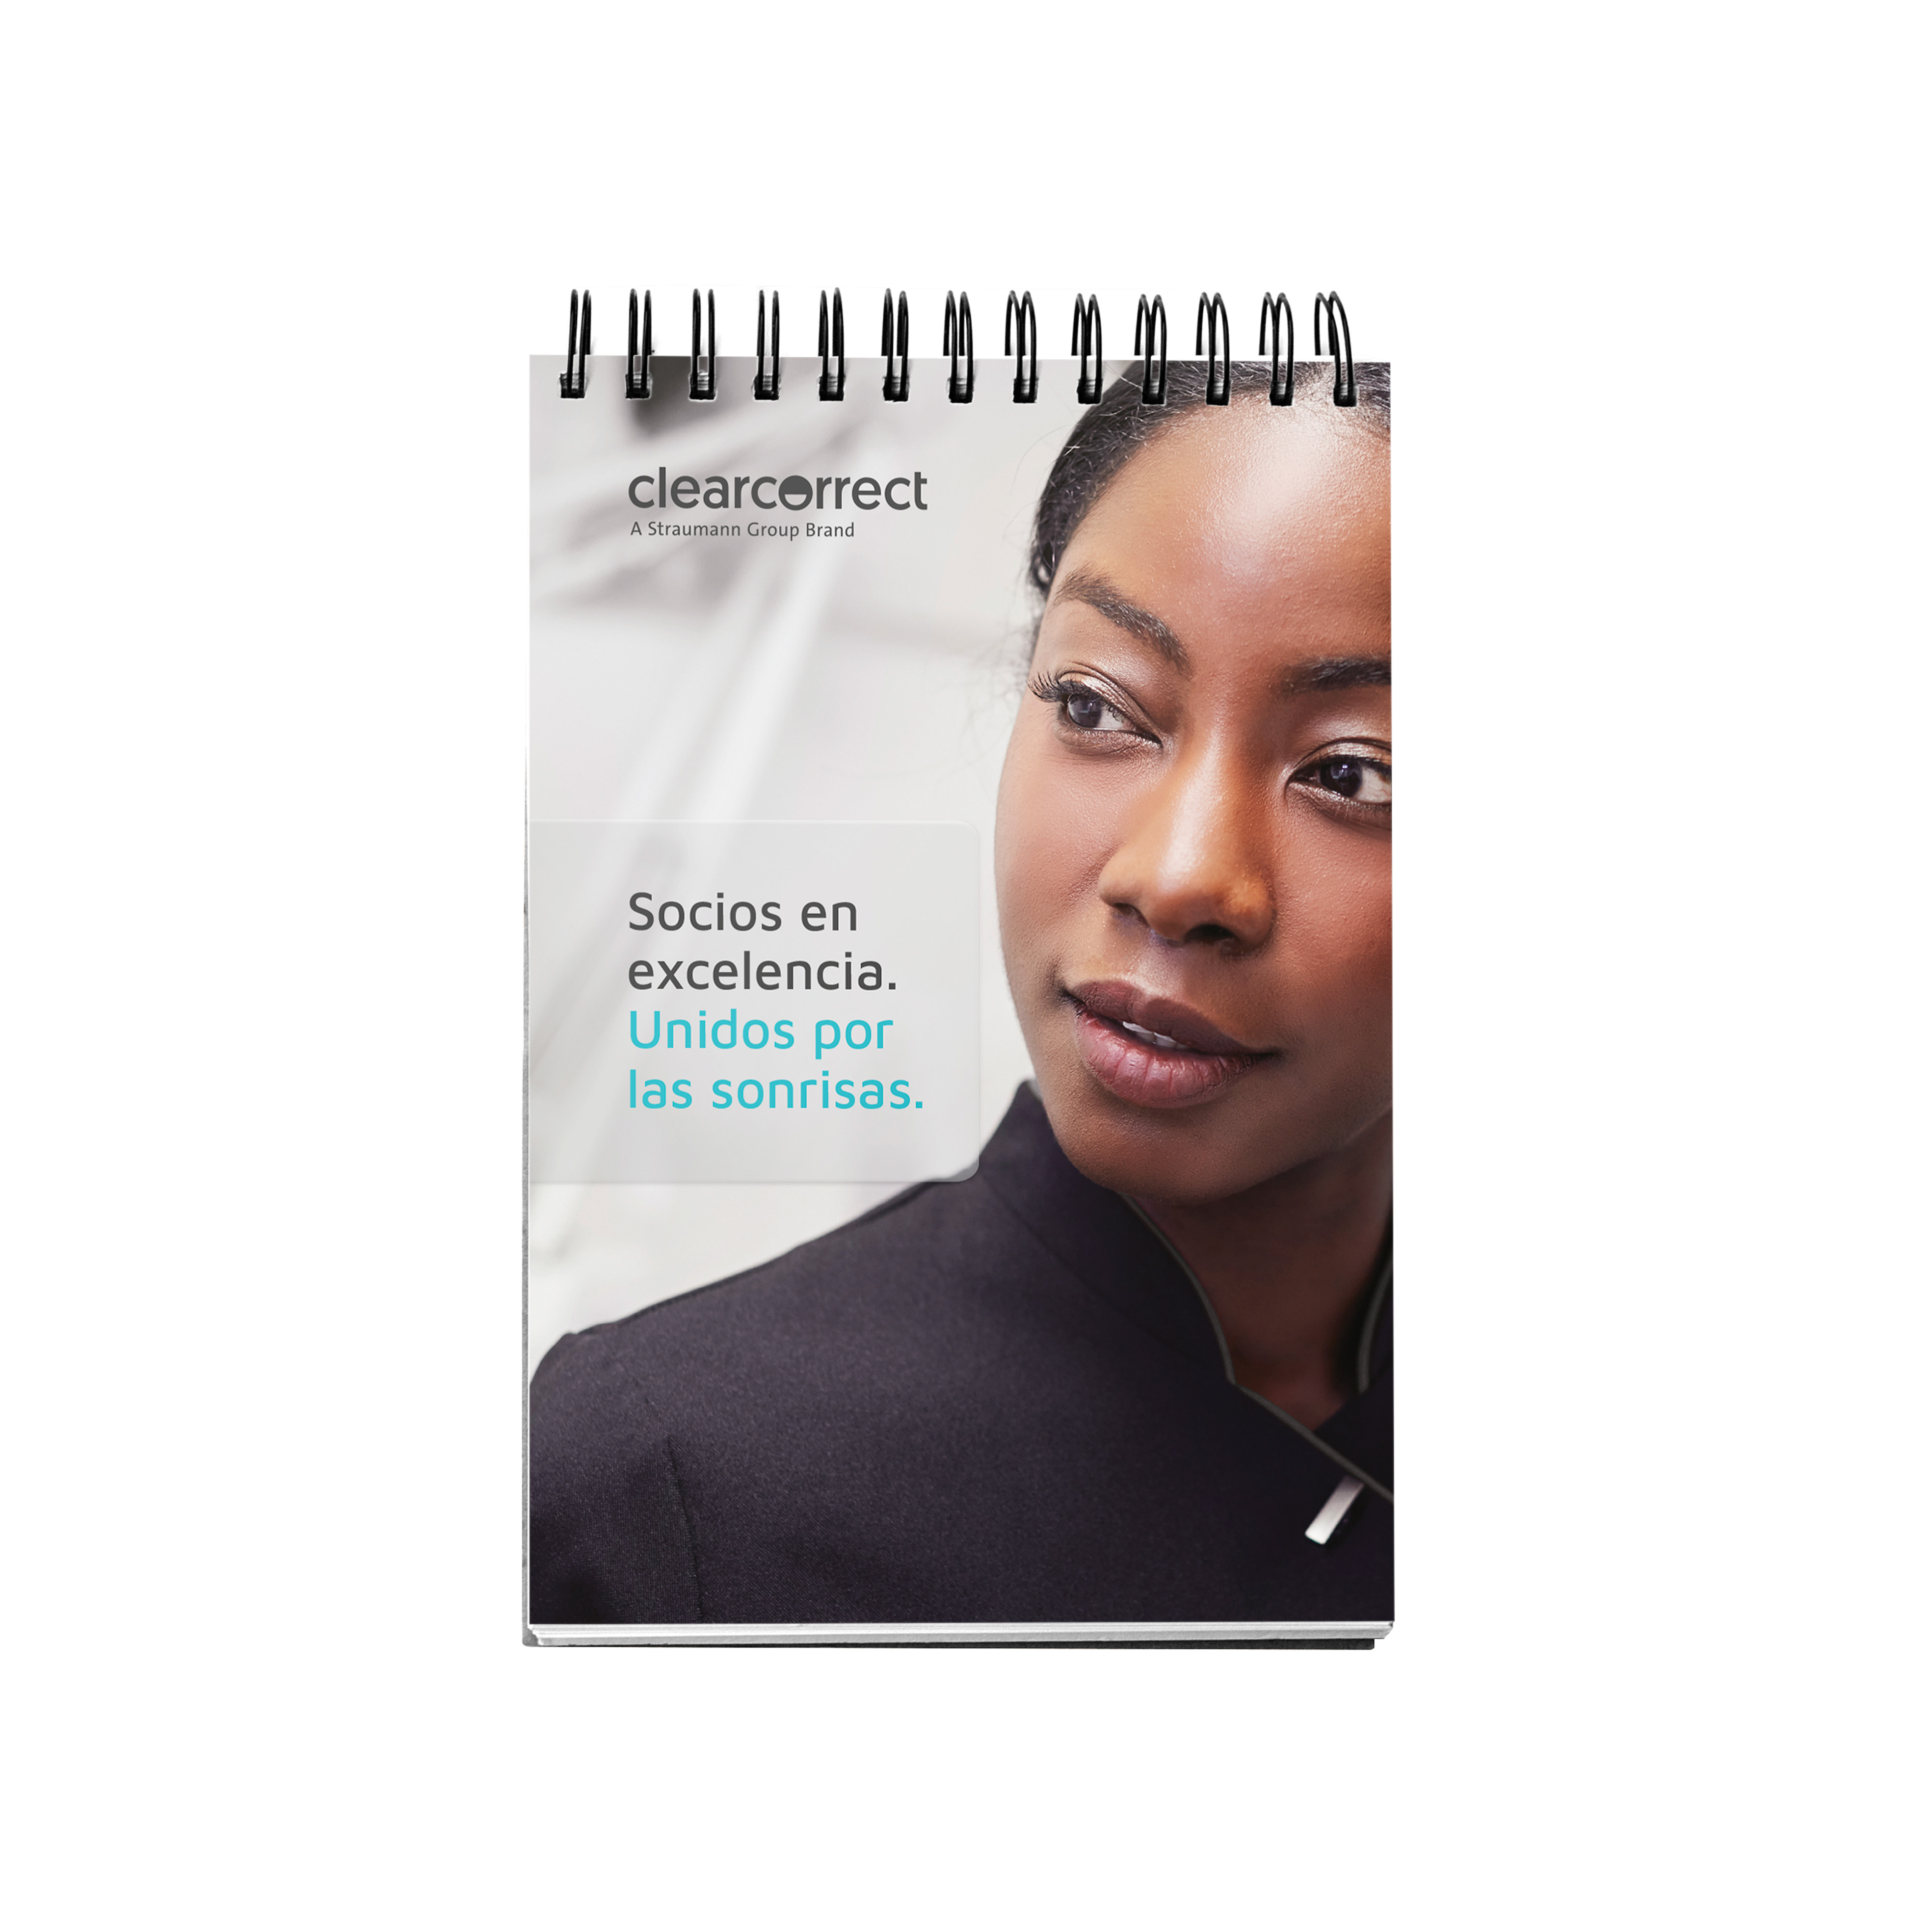 clearcorrect
A Straumann Group Brand
Socios en
excelencia.
Unidos por
las sonrisas.